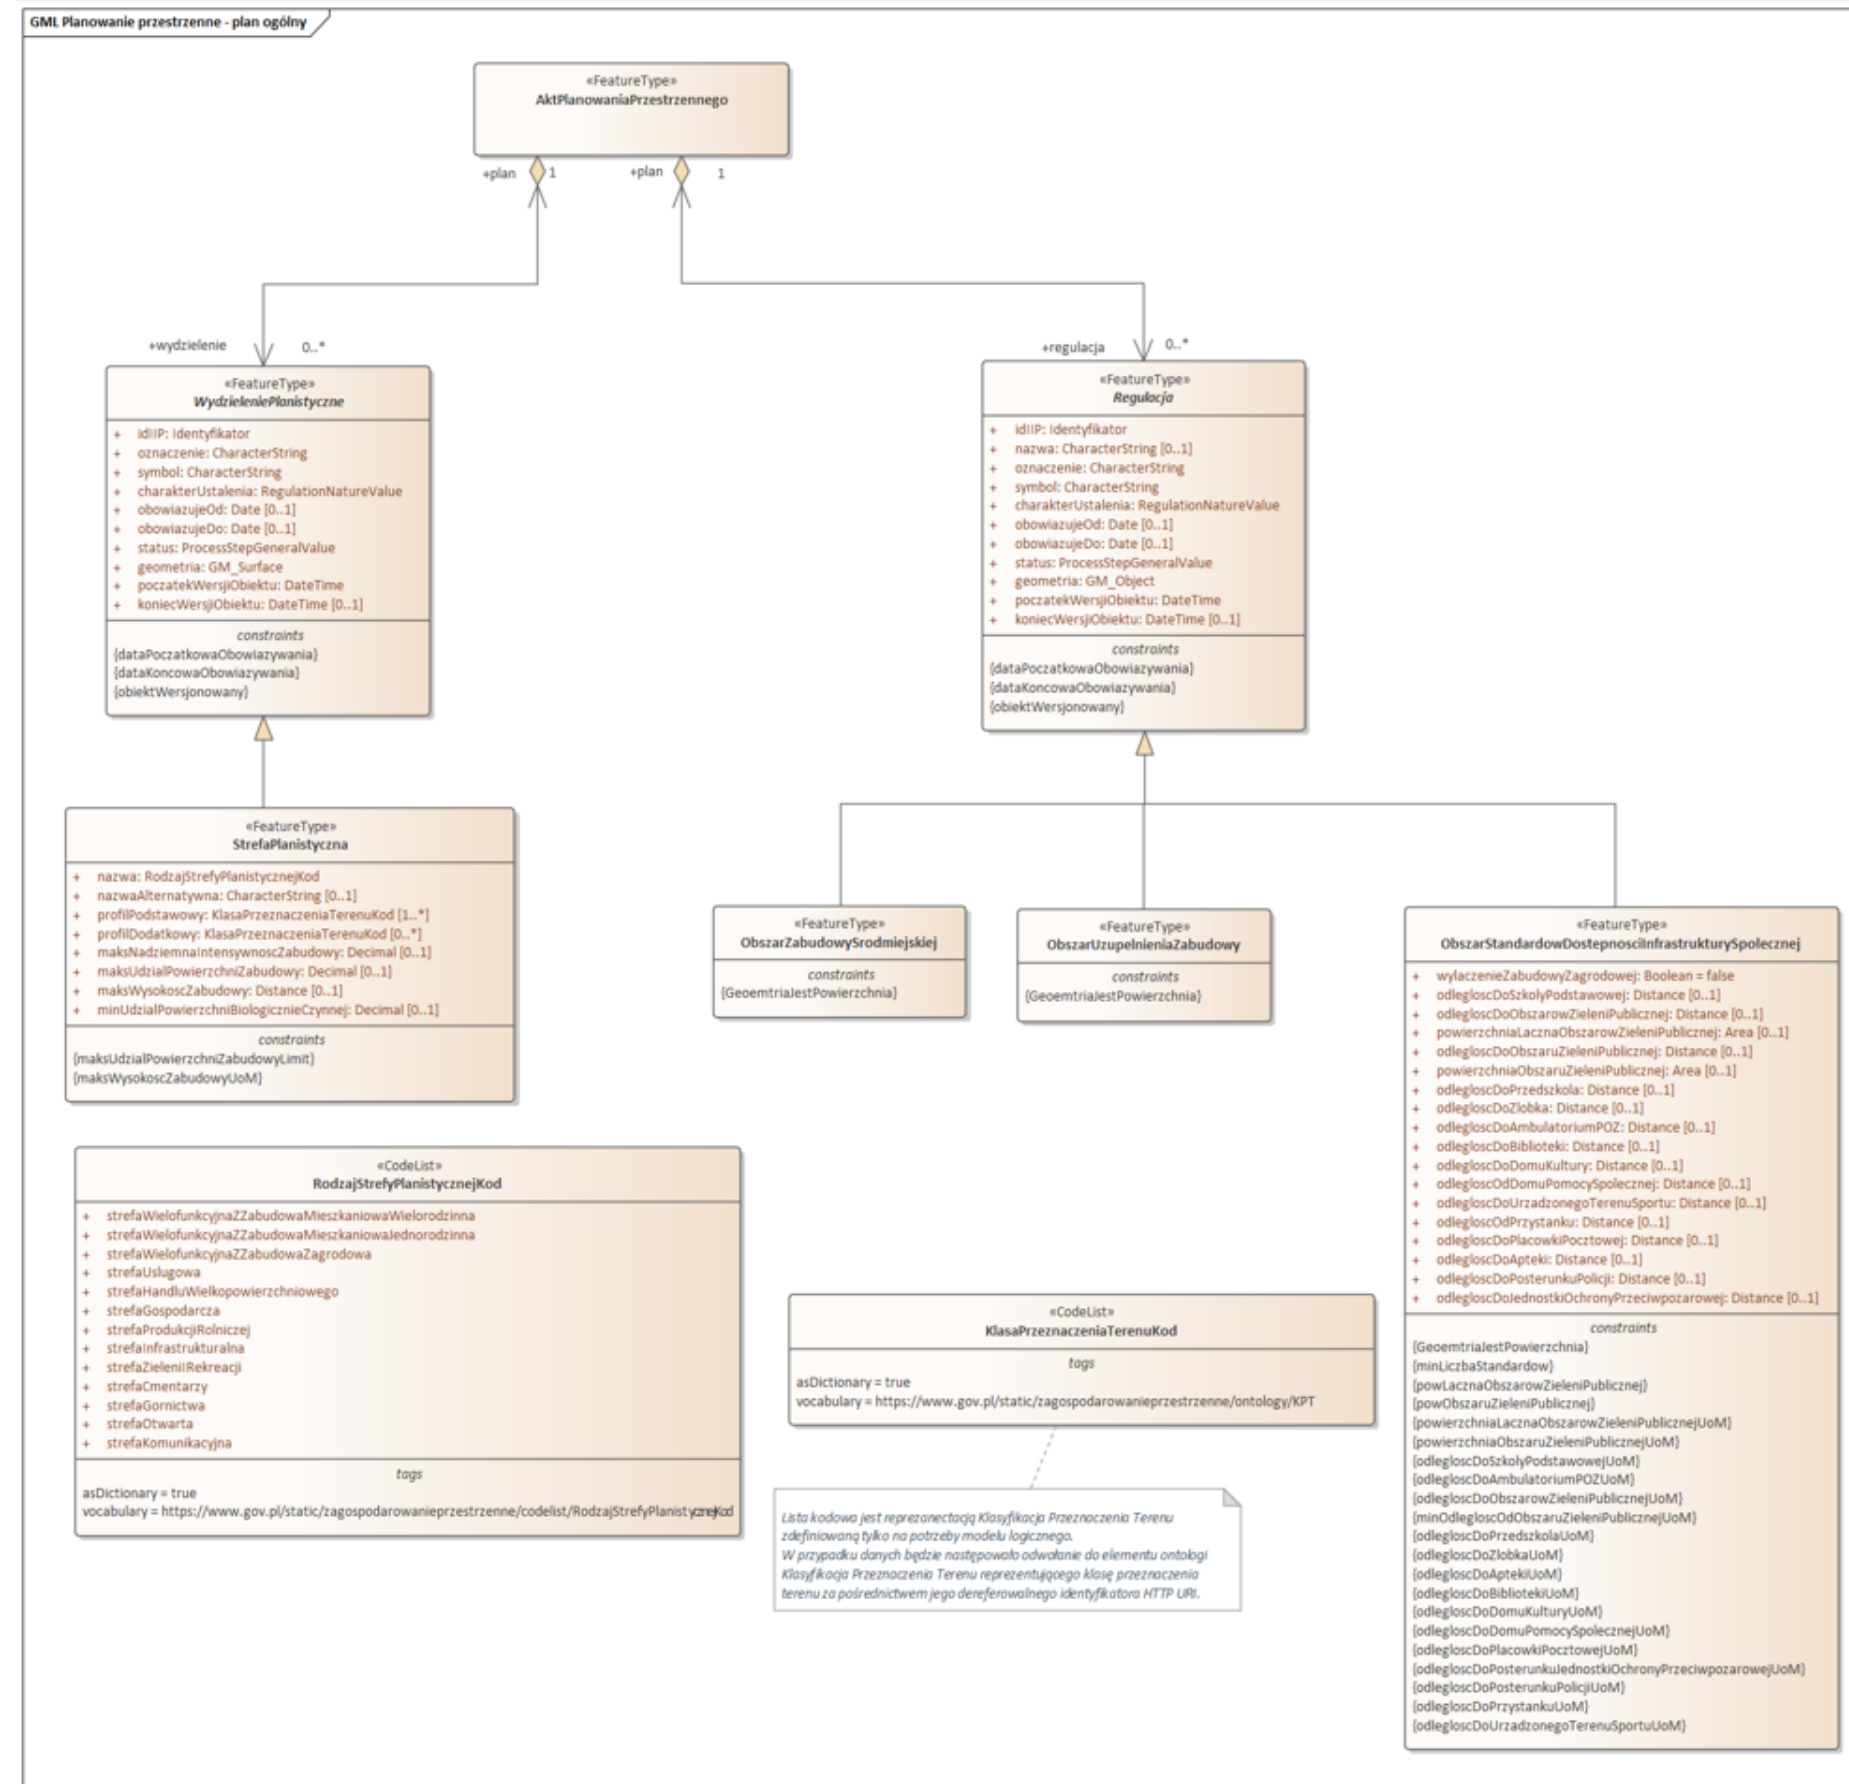 GML Planowanie przestrzenne - plan ogólny
«FeatureType»
AktPlanowaniaPrzestrzennego
+plan
1
+plan
1
+wydzielenie
0..*
+regulacja
0..*
«FeatureType»
WydzieleniePlanistyczne
+ idIIP: Identyfikator
+ oznaczenie: CharacterString
+ symbol: CharacterString
+ charakterUstalenia: RegulationNatureValue
+ obowiazujeOd: Date [0..1]
+ obowiazujeDo: Date [0..1]
+ status: ProcessStepGeneralValue
+ geometria: GM_Surface
+ poczatekWersjiObiektu: DateTime
+ koniecWersjiObiektu: DateTime [0..1]
constraints
{dataPoczatkowaObowiazywania}
{dataKoncowaObowiazywania}
{obiektWersjonowany}
«FeatureType»
Regulacja
+ idIIP: Identyfikator
+ nazwa: CharacterString [0..1]
+ oznaczenie: CharacterString
+ symbol: CharacterString
+ charakterUstalenia: RegulationNatureValue
+ obowiazujeOd: Date [0..1]
+ obowiazujeDo: Date [0..1]
+ status: ProcessStepGeneralValue
+ geometria: GM_Object
+ poczatekWersjiObiektu: DateTime
+ koniecWersjiObiektu: DateTime [0..1]
constraints
{dataPoczatkowaObowiazywania}
{dataKoncowaObowiazywania}
{obiektWersjonowany}
«FeatureType»
StrefaPlanistyczna
+ nazwa: RodzajStrefyPlanistycznejKod
+ nazwaAlternatywna: CharacterString [0..1]
+ profilPodstawowy: KlasaPrzeznaczeniaTerenuKod [1..*]
+ profilDodatkowy: KlasaPrzeznaczeniaTerenuKod [0..*]
+ maksNadziemnaIntensywnoscZabudowy: Decimal [0..1]
+ maksUdzialPowierzchniZabudowy: Decimal [0..1]
+ maksWysokoscZabudowy: Distance [0..1]
+ minUdzialPowierzchniBiologicznieCzynnej: Decimal [0..1]
constraints
{maksUdzialPowierzchniZabudowyLimit}
{maksWysokoscZabudowyUoM}
«FeatureType»
ObszarZabudowySrodmiejskiej
constraints
{GeoemtriaJestPowierzchnia}
«FeatureType»
ObszarUzupelnieniaZabudowy
constraints
{GeoemtriaJestPowierzchnia}
«FeatureType»
ObszarStandardowDostepnosciInfrastrukturySpolecznej
+ wylaczenieZabudowyZagrodowej: Boolean = false
+ odlegloscDoSzkolyPodstawowej: Distance [0..1]
+ odlegloscDoObszarowZieleniPublicznej: Distance [0..1]
+ powierzchniaLacznaObszarowZieleniPublicznej: Area [0..1]
+ odlegloscDoObszaruZieleniPublicznej: Distance [0..1]
+ powierzchniaObszaruZieleniPublicznej: Area [0..1]
+ odlegloscDoPrzedszkola: Distance [0..1]
+ odlegloscDoZlobka: Distance [0..1]
+ odlegloscDoAmbulatoriumPOZ: Distance [0..1]
+ odlegloscDoBiblioteki: Distance [0..1]
+ odlegloscDoDomuKultury: Distance [0..1]
+ odlegloscOdDomuPomocySpolecznej: Distance [0..1]
+ odlegloscDoUrzadzonegoTerenuSportu: Distance [0..1]
+ odlegloscOdPrzystanku: Distance [0..1]
+ odlegloscDoPlacowkiPocztowej: Distance [0..1]
+ odlegloscDoApteki: Distance [0..1]
+ odlegloscDoPosterunkuPolicji: Distance [0..1]
+ odlegloscDoJednostkiOchronyPrzeciwpozarowej: Distance [0..1]
constraints
{GeoemtriaJestPowierzchnia}
{minLiczbaStandardow}
{powLacznaObszarowZieleniPublicznej}
{powObszaruZieleniPublicznej}
{powierzchniaLacznaObszarowZieleniPublicznejUoM}
{powierzchniaObszaruZieleniPublicznejUoM}
{odlegloscDoSzkolyPodstawowejUoM}
{odlegloscDoAmbulatoriumPOZUoM}
{odlegloscDoObszarowZieleniPublicznejUoM}
{minOdlegloscOdObszaruZieleniPublicznejUoM}
{odlegloscDoPrzedszkolaUoM}
{odlegloscDoZlobkaUoM}
{odlegloscDoAptekiUoM}
{odlegloscDoBibliotekiUoM}
{odlegloscDoDomuKulturyUoM}
{odlegloscDoDomuPomocySpolecznejUoM}
{odlegloscDoPlacowkiPocztowejUoM}
{odlegloscDoPosterunkuJednostkiOchronyPrzeciwpozarowejUoM}
{odlegloscDoPosterunkuPolicjiUoM}
{odlegloscDoPrzystankuUoM}
{odlegloscDoUrzadzonegoTerenuSportuUoM}
«CodeList»
RodzajStrefyPlanistycznejKod
+ strefaWielofunkcyjnaZZabudowaMieszkaniowaWielorodzinna
+ strefaWielofunkcyjnaZZabudowaMieszkaniowaJednorodzinna
+ strefaWielofunkcyjnaZZabudowaZagrodowa
+ strefaUslugowa
+ strefaHandluWielkopowierzchniowego
+ strefaGospodarcza
+ strefaProdukcjiRolniczej
+ strefaInfrastrukturalna
+ strefaZieleniIRekreacji
+ strefaCmentarzy
+ strefaGornictwa
+ strefaOtwarta
+ strefaKomunikacyjna
tags
asDictionary = true
vocabulary = https://www.gov.pl/static/zagospodarowanieprzestrzenne/codelist/RodzajStrefyPlanistycznejKod
«CodeList»
KlasaPrzeznaczeniaTerenuKod
tags
asDictionary = true
vocabulary = https://www.gov.pl/static/zagospodarowanieprzestrzenne/ontology/KPT
Lista kodowa jest reprezanectacją Klasyfikacja Przeznaczenia Terenu
zdefiniowaną tylko na potrzeby modelu logicznego.
W przypadku danych będzie następowało odwołanie do elementu ontologi
Klasyfikacja Przeznaczenia Terenu reprezentującego klasę przeznaczenia
terenu za pośrednictwem jego dereferowalnego identyfikatora HTTP URI.